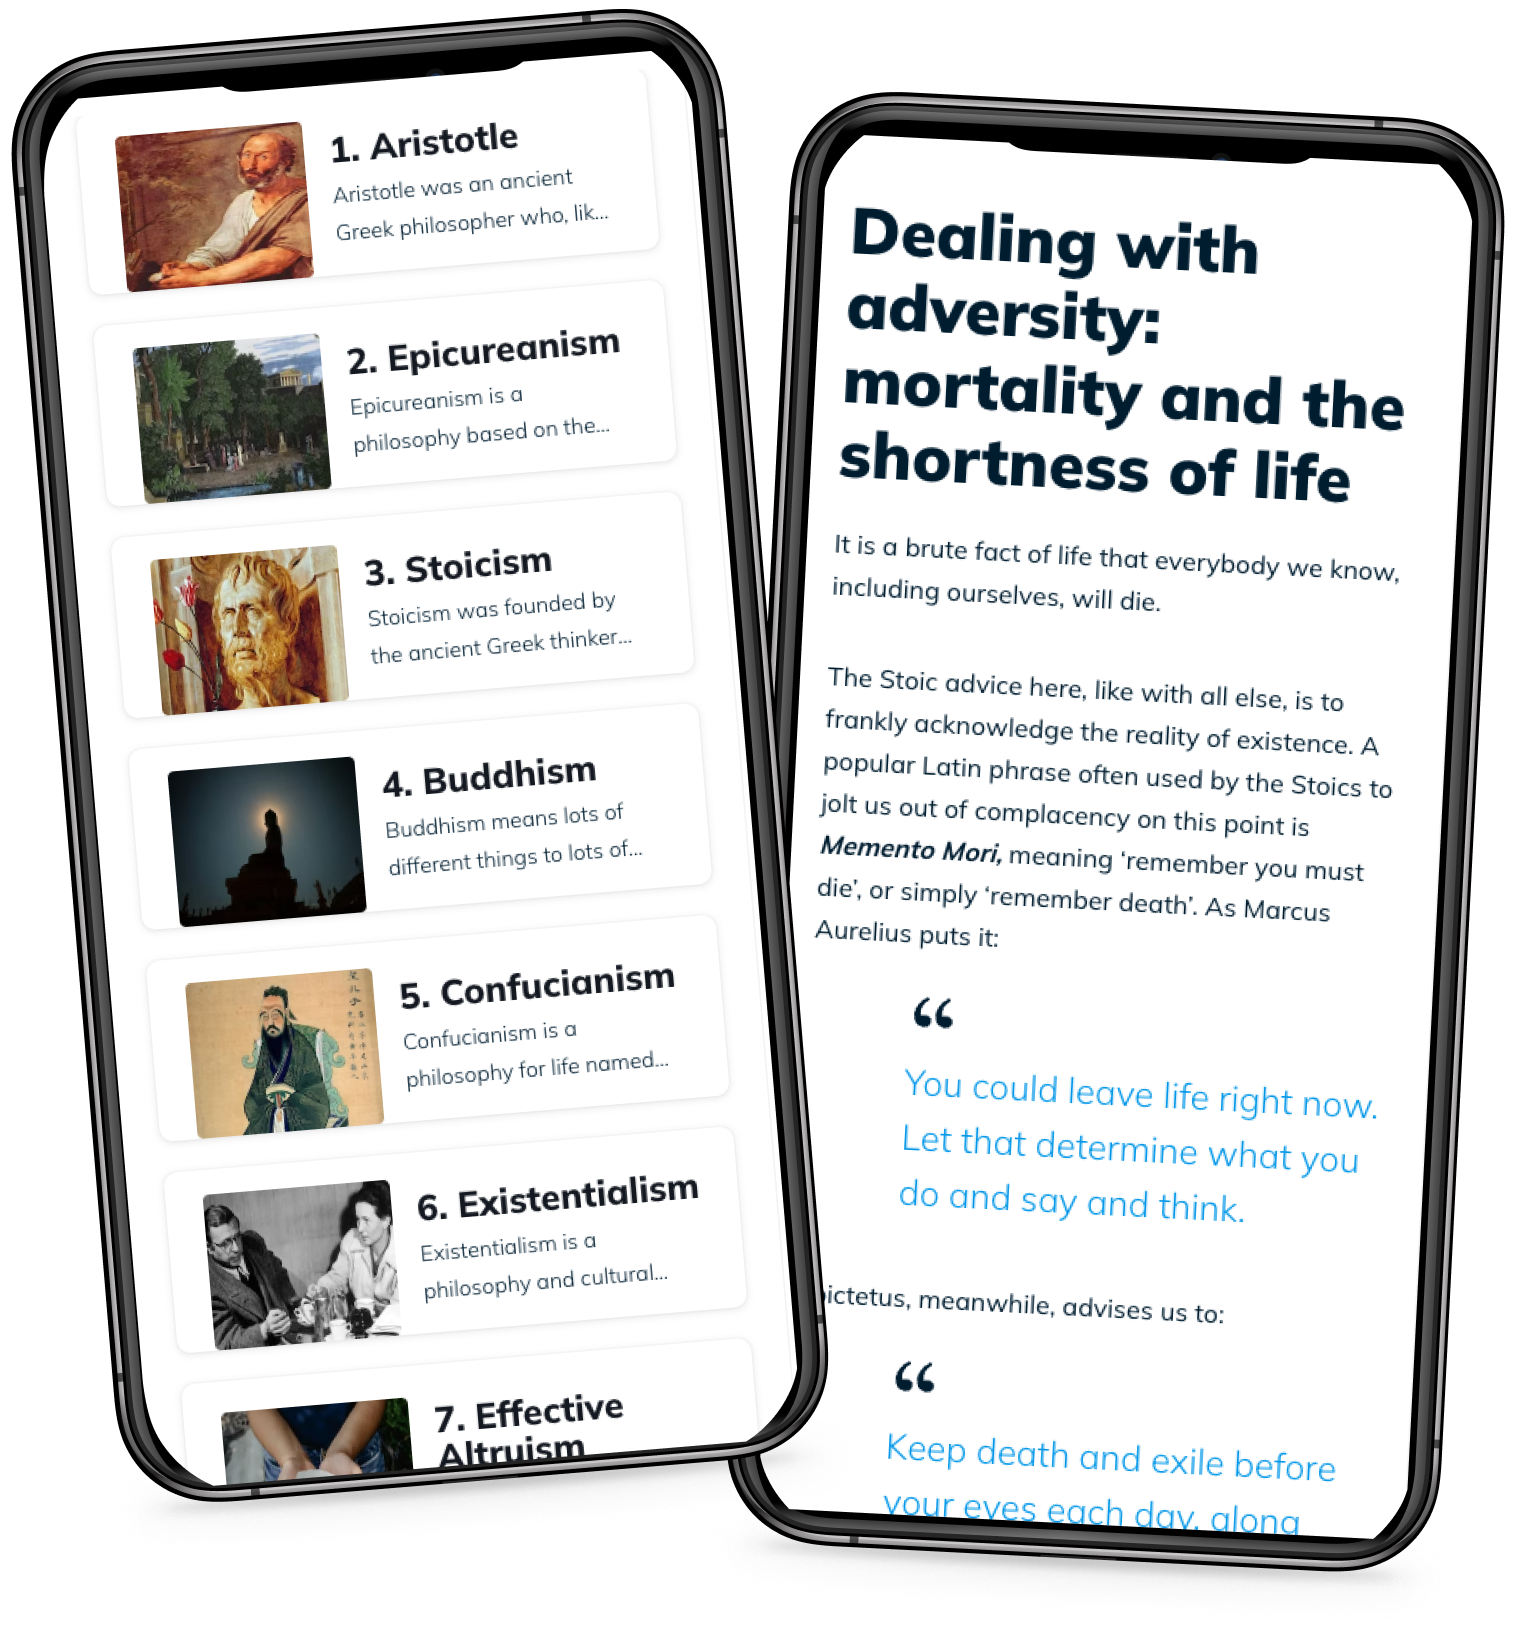 1. Aristotle
Aristotle was an ancient
Greek philosopher who, lik...
2. Epicureanism
Epicureanism is a
philosophy based on the...
3. Stoicism
Stoicism was founded by
the ancient Greek thinker...
4. Buddhism
Buddhism means lots of
different things to lots of...
5. Confucianism
Confucianism is a
philosophy for life named...
6. Existentialism
Existentialism is a
philosophy and cultural...
7. Effective
Altruism
Dealing with
adversity:
mortality and the
shortness of life
It is a brute fact of life that everybody we know,
including ourselves, will die.
The Stoic advice here, like with all else, is to
frankly acknowledge the reality of existence. A
popular Latin phrase often used by the Stoics to
jolt us out of complacency on this point is
Memento Mori, meaning ‘remember you must
die’, or simply ‘remember death’. As Marcus
Aurelius puts it:
“
You could leave life right now.
Let that determine what you
do and say and think.
ictetus, meanwhile, advises us to:
“
Keep death and exile before
your eyes each day, along